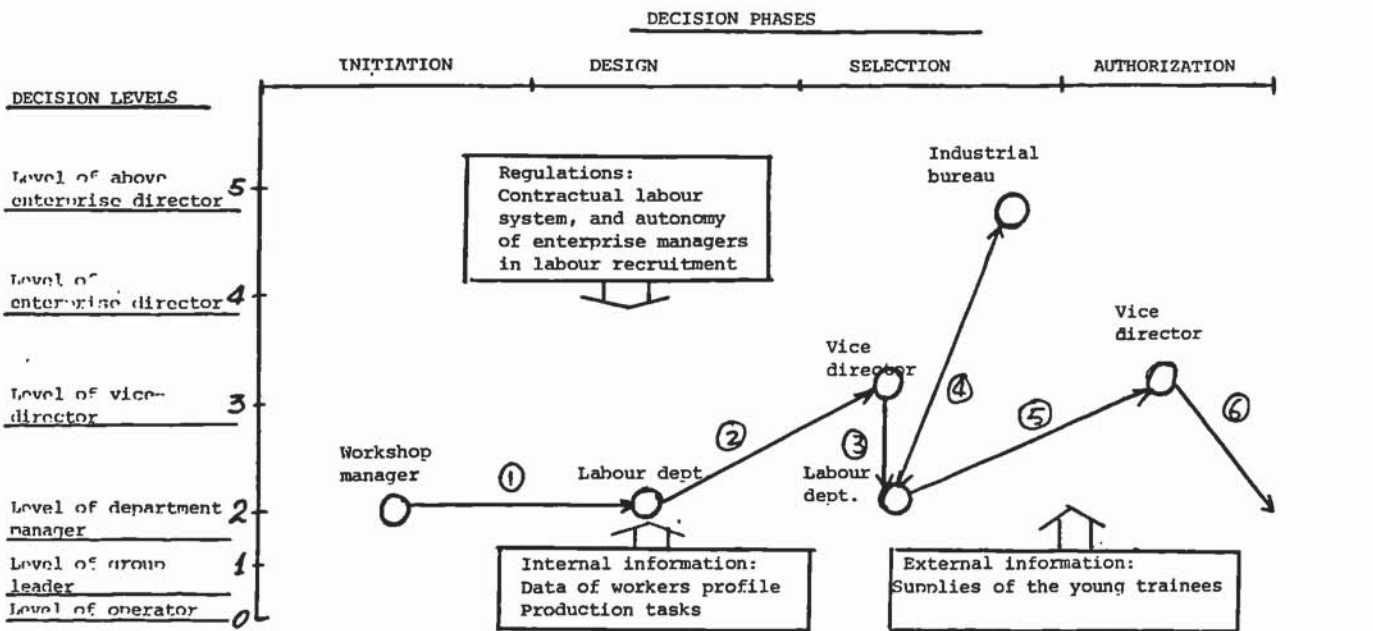 DECISION PHASES
INITIATION DESIGN SELECTION AUTHORIZATION
DECISION LEVELS
Level of above
enterprise director 5
Regulations:
Contractual labour
system, and autonomy
of enterprise managers
in labour recruitment
Industrial
bureau
Level of
enterprise director 4
Vice
director
Vice
director
Level of vice-
director 3
4
5
6
2
3
Workshop
manager
1
Labour dept
Labour
dept.
Level of department
manager 2
Level of group
leader 1
Level of operator 0
Internal information:
Data of workers profile
Production tasks
External information:
Supplies of the young trainees